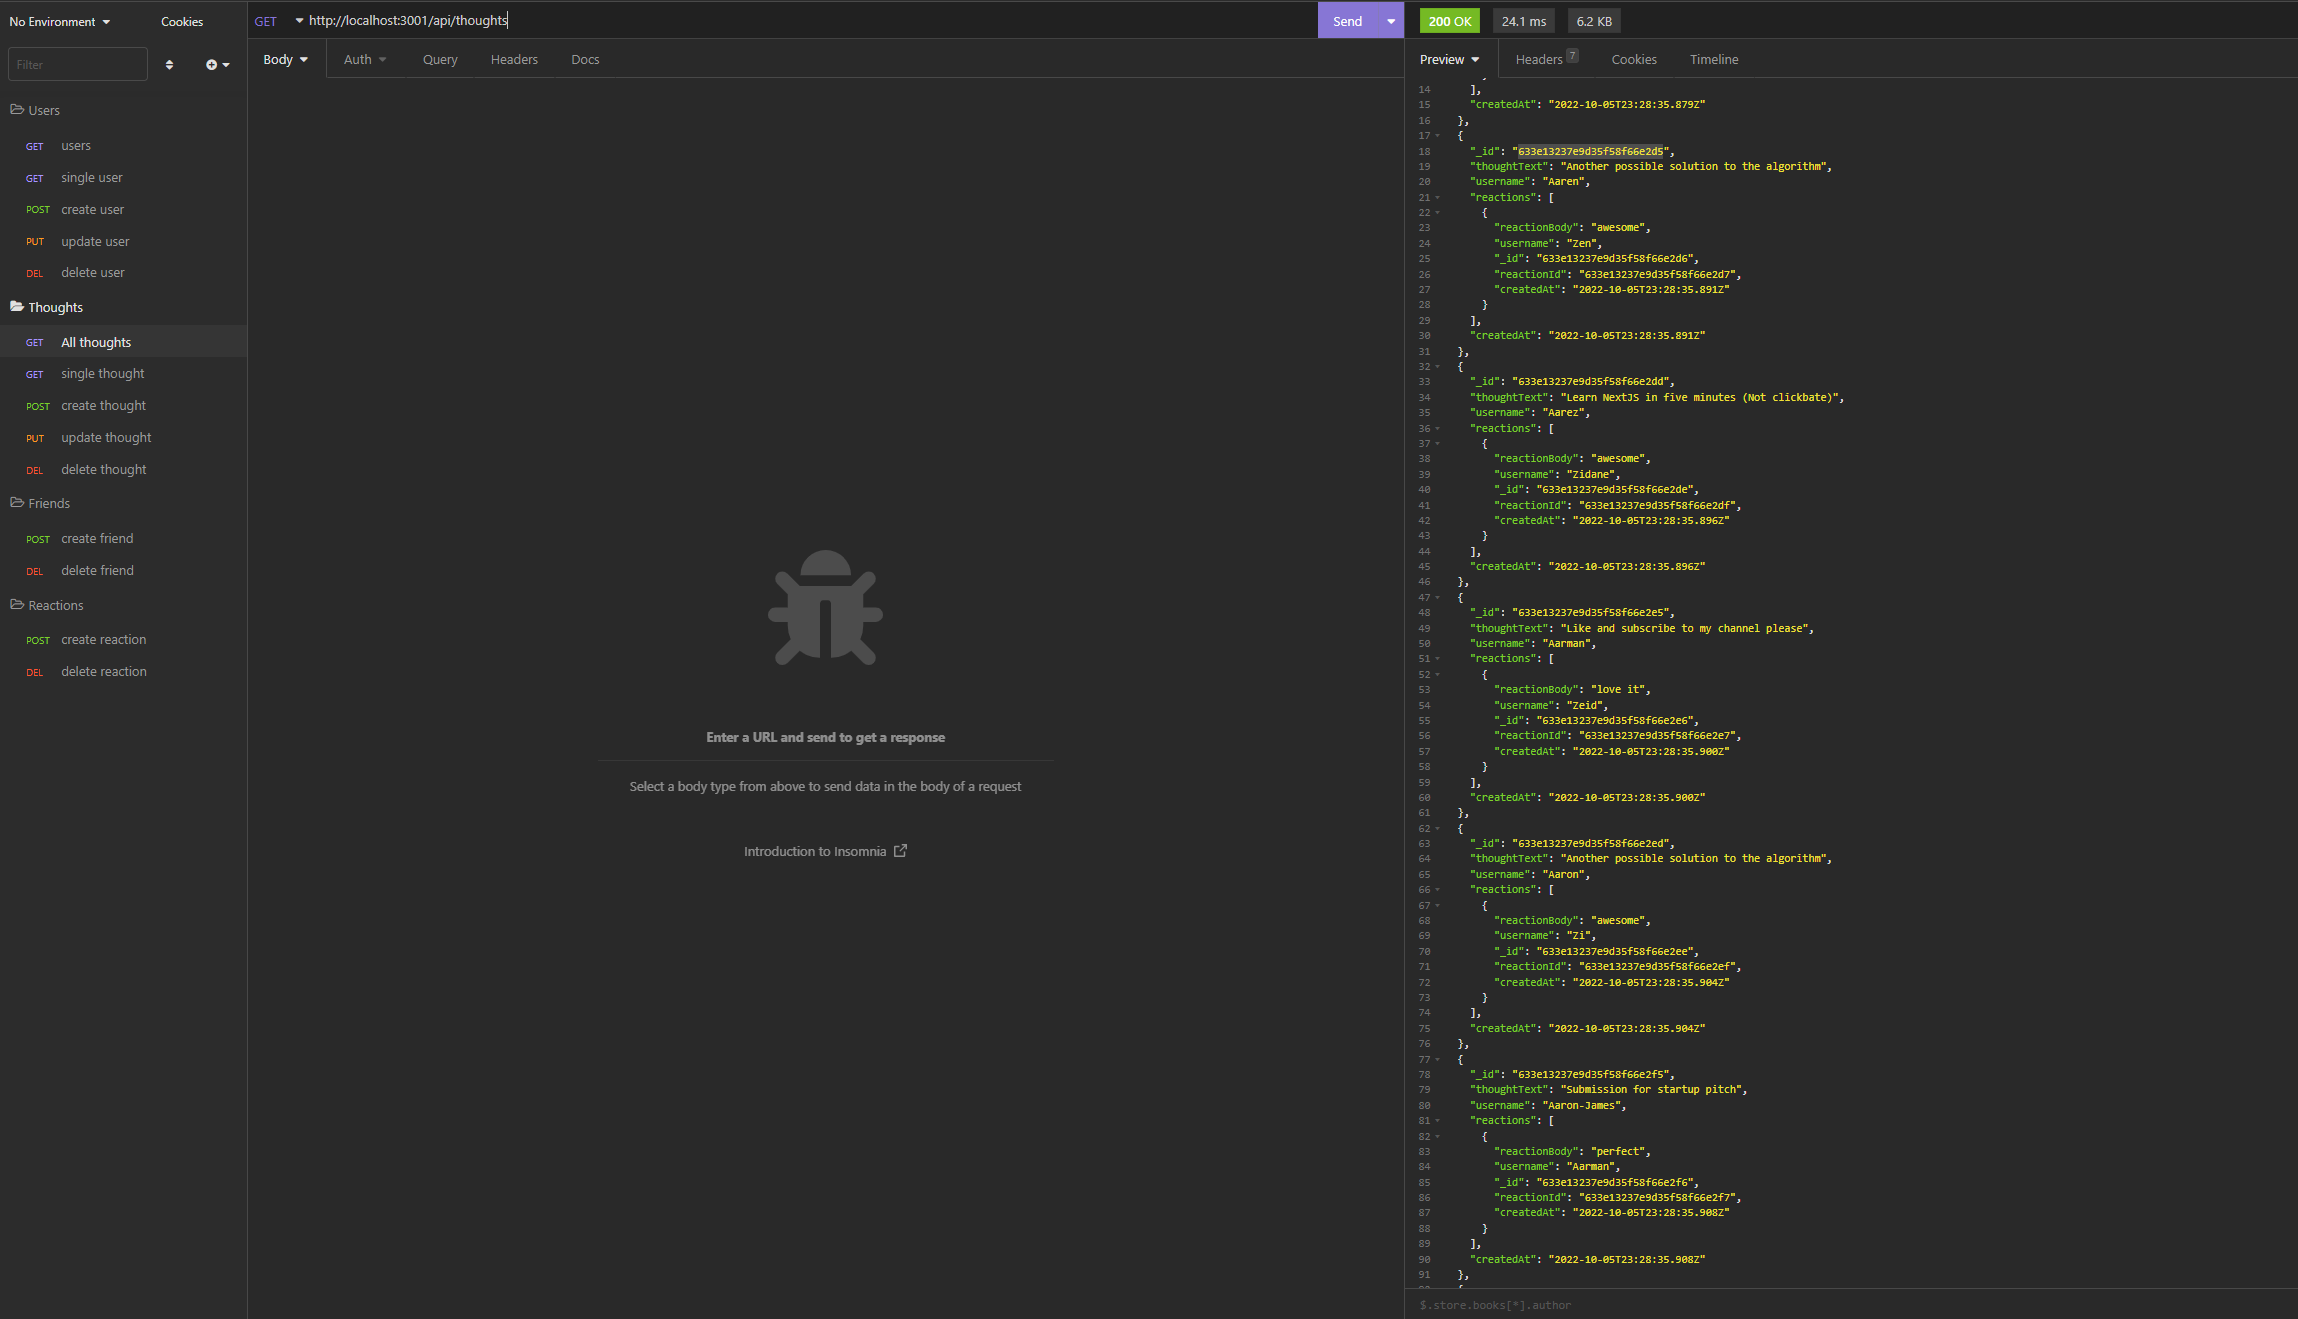 No Environment
Cookies
Filter
Users
GET users
GET single user
POST create user
PUT update user
DEL delete user
Thoughts
GET All thoughts
GET single thought
POST create thought
PUT update thought
DEL delete thought
Friends
POST create friend
DEL delete friend
Reactions
POST create reaction
DEL delete reaction
GET http://localhost:3001/api/thoughts
Send
Body Auth Query Headers Docs
Enter a URL and send to get a response
Select a body type from above to send data in the body of a request
Introduction to Insomnia
200 OK 24.1 ms 6.2 KB
Preview Headers 7 Cookies Timeline
14 ],
15 "createdAt": "2022-10-05T23:28:35.879Z"
16 },
17 {
18 "_id": "633e13237e9d35f58f66e2d5",
19 "thoughtText": "Another possible solution to the algorithm",
20 "username": "Aaren",
21 "reactions": [
22 {
23 "reactionBody": "awesome",
24 "username": "Zen",
25 "_id": "633e13237e9d35f58f66e2d6",
26 "reactionId": "633e13237e9d35f58f66e2d7",
27 "createdAt": "2022-10-05T23:28:35.891Z"
28 }
29 ],
30 "createdAt": "2022-10-05T23:28:35.891Z"
31 },
32 {
33 "_id": "633e13237e9d35f58f66e2dd",
34 "thoughtText": "Learn NextJS in five minutes (Not clickbate)",
35 "username": "Aarez",
36 "reactions": [
37 {
38 "reactionBody": "awesome",
39 "username": "Zidane",
40 "_id": "633e13237e9d35f58f66e2de",
41 "reactionId": "633e13237e9d35f58f66e2df",
42 "createdAt": "2022-10-05T23:28:35.896Z"
43 }
44 ],
45 "createdAt": "2022-10-05T23:28:35.896Z"
46 },
47 {
48 "_id": "633e13237e9d35f58f66e2e5",
49 "thoughtText": "Like and subscribe to my channel please",
50 "username": "Aarman",
51 "reactions": [
52 {
53 "reactionBody": "love it",
54 "username": "Zeid",
55 "_id": "633e13237e9d35f58f66e2e6",
56 "reactionId": "633e13237e9d35f58f66e2e7",
57 "createdAt": "2022-10-05T23:28:35.900Z"
58 }
59 ],
60 "createdAt": "2022-10-05T23:28:35.900Z"
61 },
62 {
63 "_id": "633e13237e9d35f58f66e2ed",
64 "thoughtText": "Another possible solution to the algorithm",
65 "username": "Aaron",
66 "reactions": [
67 {
68 "reactionBody": "awesome",
69 "username": "Zi",
70 "_id": "633e13237e9d35f58f66e2ee",
71 "reactionId": "633e13237e9d35f58f66e2ef",
72 "createdAt": "2022-10-05T23:28:35.904Z"
73 }
74 ],
75 "createdAt": "2022-10-05T23:28:35.904Z"
76 },
77 {
78 "_id": "633e13237e9d35f58f66e2f5",
79 "thoughtText": "Submission for startup pitch",
80 "username": "Aaron-James",
81 "reactions": [
82 {
83 "reactionBody": "perfect",
84 "username": "Aarman",
85 "_id": "633e13237e9d35f58f66e2f6",
86 "reactionId": "633e13237e9d35f58f66e2f7",
87 "createdAt": "2022-10-05T23:28:35.908Z"
88 }
89 ],
90 "createdAt": "2022-10-05T23:28:35.908Z"
91 },
$.store.books[*].author